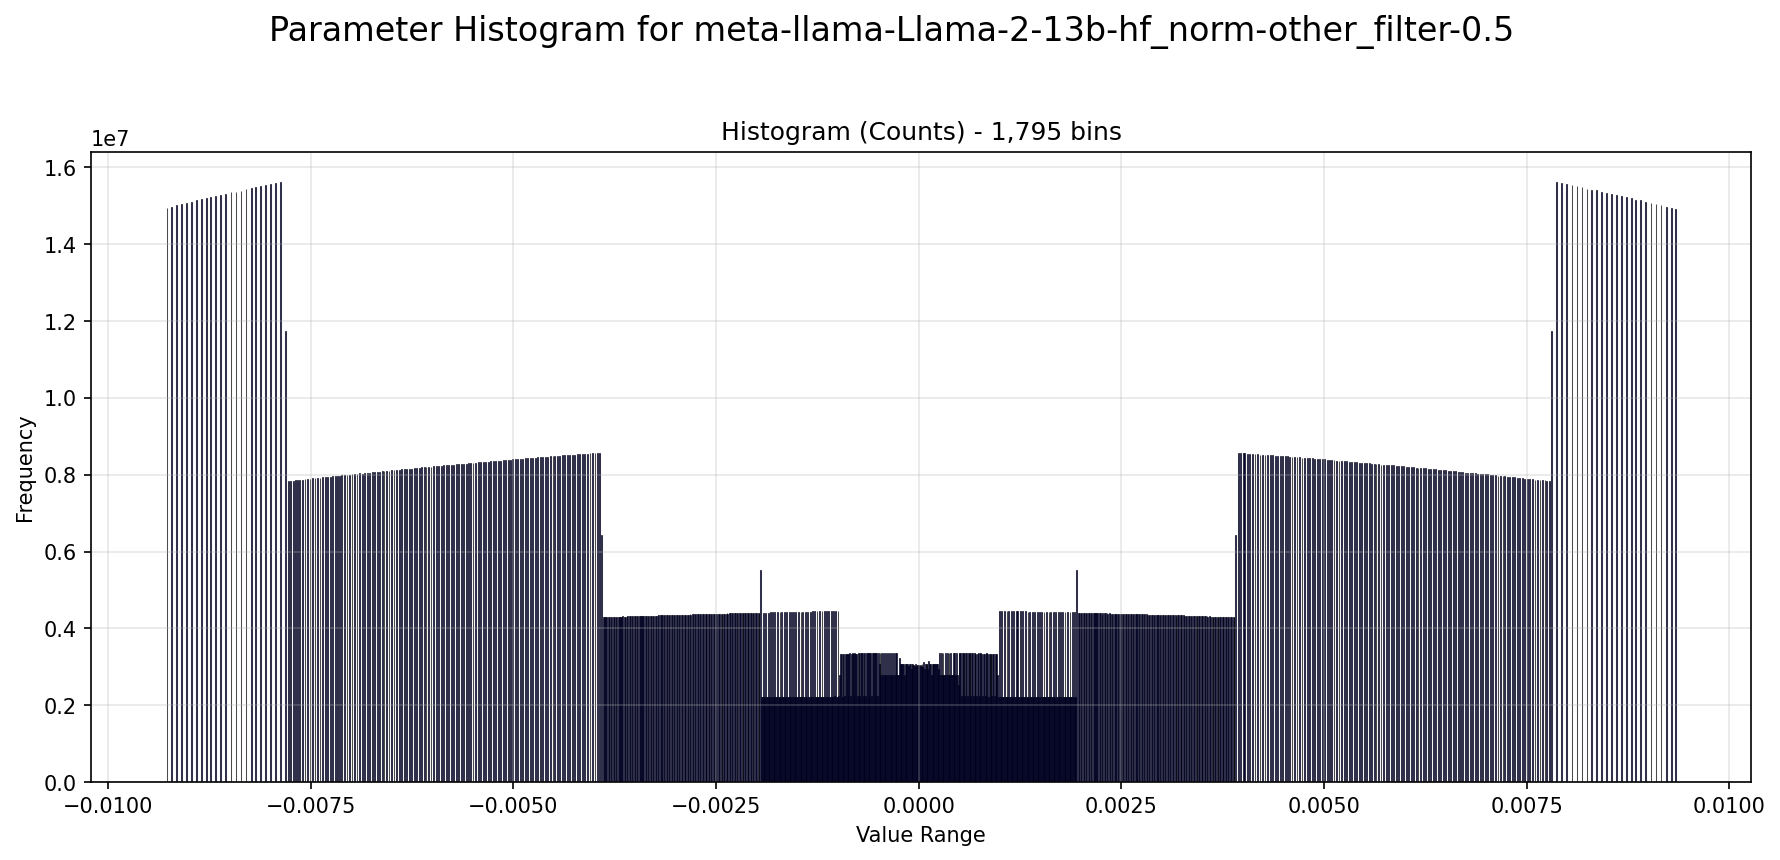 Parameter Histogram for meta-llama-Llama-2-13b-hf_norm-other_filter-0.5
Histogram (Counts) - 1,795 bins
1e7
1.6
1.4
1.2
1.0
0.8
0.6
0.4
0.2
0.0
Frequency
−0.0100 −0.0075 −0.0050 −0.0025 0.0000 0.0025 0.0050 0.0075 0.0100
Value Range